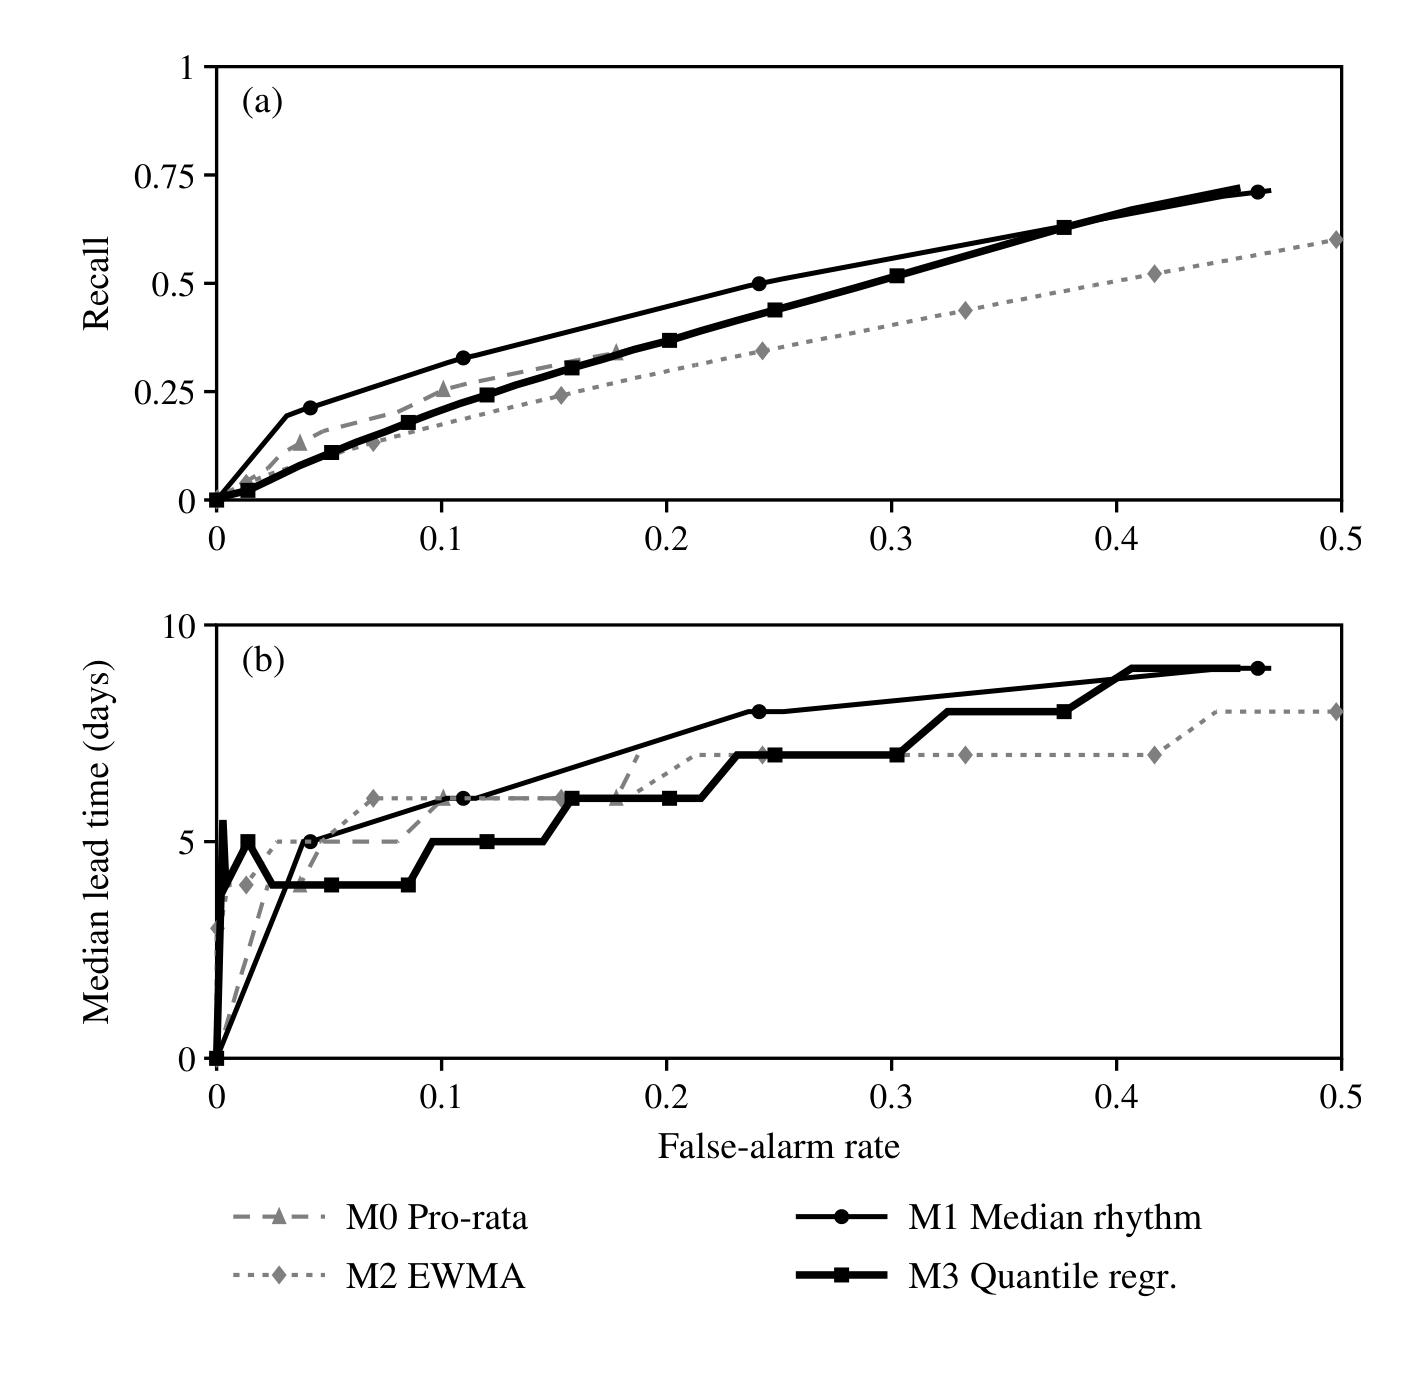 1
(a)
0.75
Recall
0.5
0.25
0
0 0.1 0.2 0.3 0.4 0.5
10
(b)
Median lead time (days)
5
0
0 0.1 0.2 0.3 0.4 0.5
False-alarm rate
M0 Pro-rata M1 Median rhythm
M2 EWMA M3 Quantile regr.